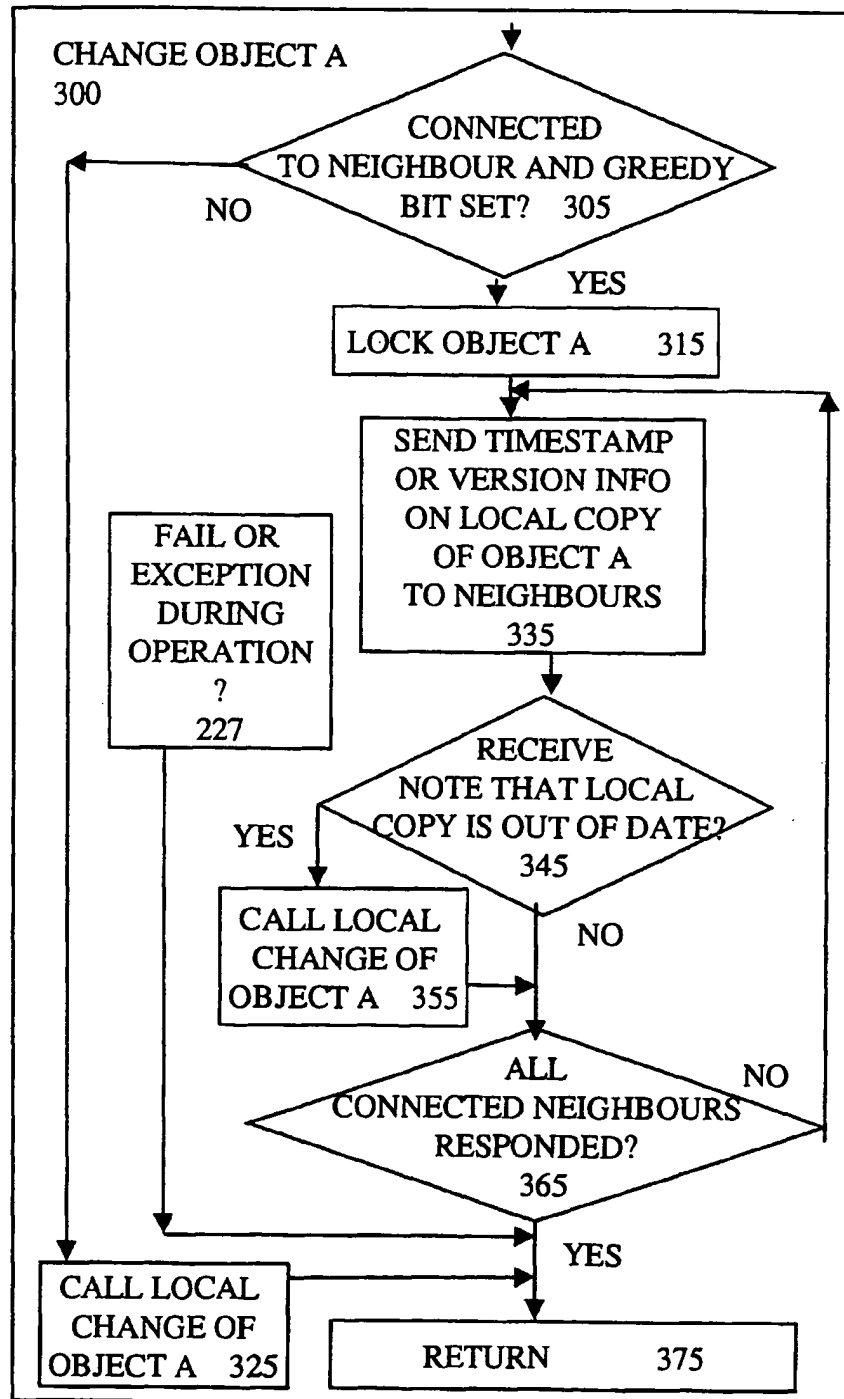 CHANGE OBJECT A
300
CONNECTED
TO NEIGHBOUR AND GREEDY
BIT SET? 305
NO
YES
LOCK OBJECT A 315
SEND TIMESTAMP
OR VERSION INFO
ON LOCAL COPY
OF OBJECT A
TO NEIGHBOURS
335
FAIL OR
EXCEPTION
DURING
OPERATION
?
227
RECEIVE
NOTE THAT LOCAL
COPY IS OUT OF DATE?
345
YES
NO
CALL LOCAL
CHANGE OF
OBJECT A 355
ALL
CONNECTED NEIGHBOURS
RESPONDED?
365
NO
YES
CALL LOCAL
CHANGE OF
OBJECT A 325
RETURN 375